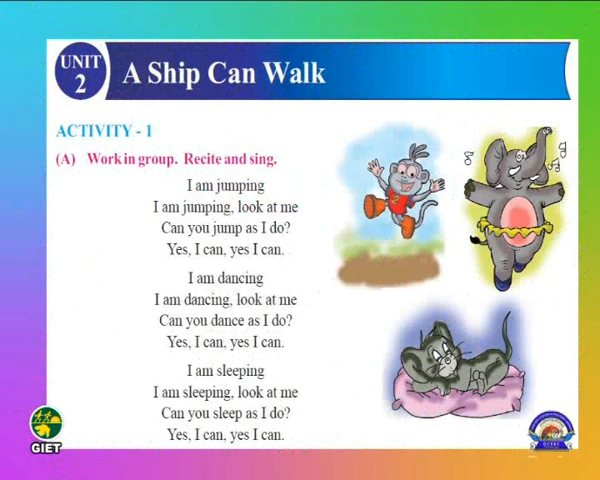 UNIT
2
A Ship Can Walk
ACTIVITY - 1
(A) Work in group. Recite and sing.
I am jumping
I am jumping, look at me
Can you jump as I do?
Yes, I can, yes I can.
I am dancing
I am dancing, look at me
Can you dance as I do?
Yes, I can, yes I can.
I am sleeping
I am sleeping, look at me
Can you sleep as I do?
Yes, I can, yes I can.
GIET